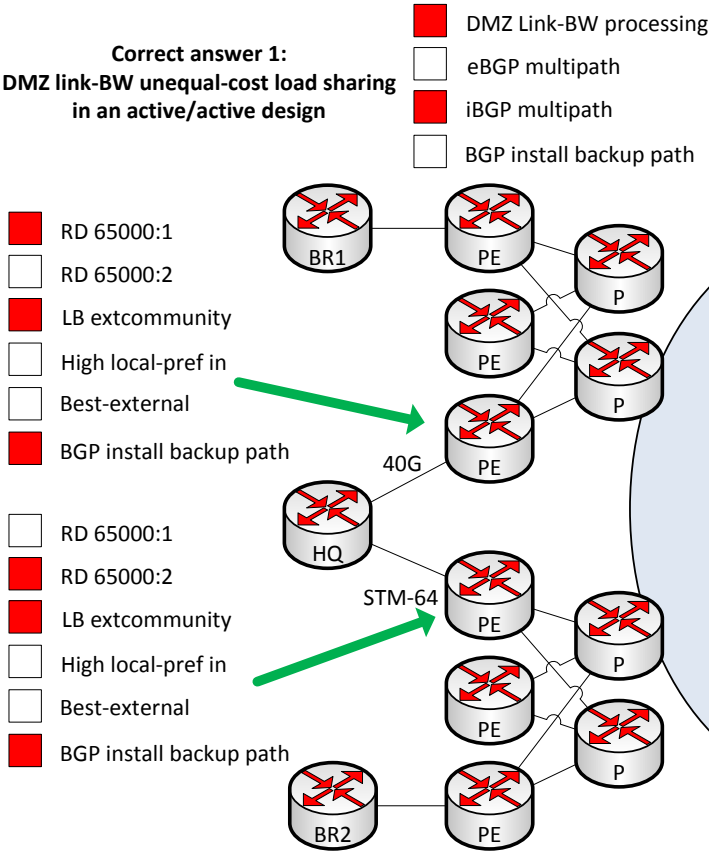 Correct answer 1:
DMZ link-BW unequal-cost load sharing
in an active/active design
DMZ Link-BW processing
eBGP multipath
iBGP multipath
BGP install backup path
RD 65000:1
RD 65000:2
LB extcommunity
High local-pref in
Best-external
BGP install backup path
BR1
PE
P
PE
P
PE
40G
HQ
RD 65000:1
RD 65000:2
LB extcommunity
High local-pref in
Best-external
BGP install backup path
STM-64
PE
P
PE
P
BR2
PE